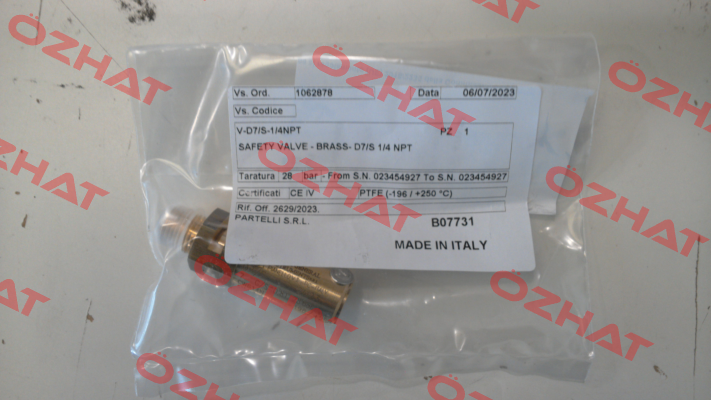 Vs. Ord. 1062878 Data 06/07/2023
Vs. Codice
V-D7/S-1/4NPT PZ 1
SAFETY VALVE - BRASS- D7/S 1/4 NPT
Taratura 28 bar - From S.N. 023454927 To S.N. 023454927
Certificati CE IV PTFE (-196 / +250 °C)
Rif. Off. 2629/2023.
PARTELLI S.R.L. B07731
MADE IN ITALY
ÖZHAT
ÖZHAT
ÖZHAT
ÖZHAT
ÖZHAT
ÖZHAT
ÖZHAT
ÖZHAT
ÖZHAT